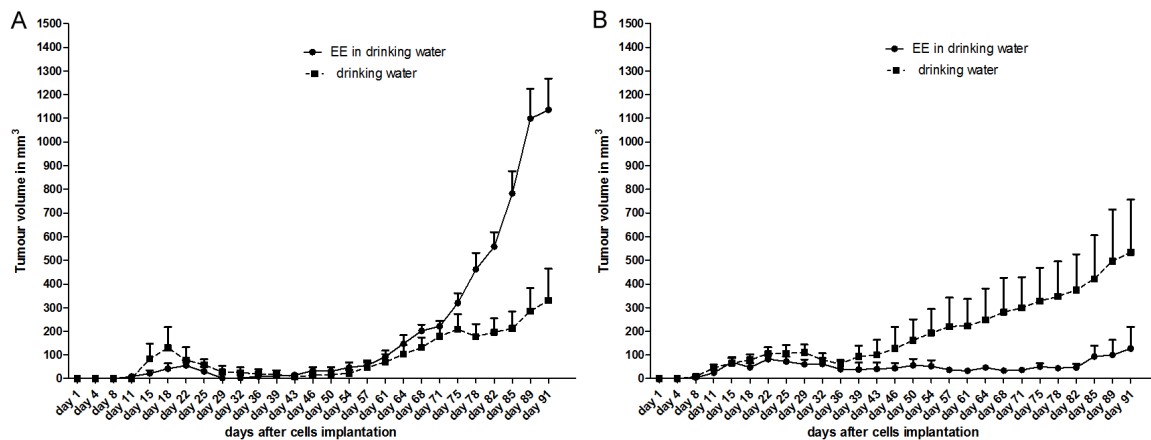 A
1500
1400
1300
1200
1100
1000
900
800
700
600
500
400
300
200
100
0
Tumour volume in mm3
EE in drinking water
drinking water
day 1
day 4
day 8
day 11
day 15
day 18
day 22
day 25
day 29
day 32
day 36
day 39
day 43
day 46
day 50
day 54
day 57
day 61
day 64
day 68
day 71
day 75
day 78
day 82
day 85
day 89
day 91
days after cells implantation
B
1500
1400
1300
1200
1100
1000
900
800
700
600
500
400
300
200
100
0
Tumour volume in mm3
EE in drinking water
drinking water
day 1
day 4
day 8
day 11
day 15
day 18
day 22
day 25
day 29
day 32
day 36
day 39
day 43
day 46
day 50
day 54
day 57
day 61
day 64
day 68
day 71
day 75
day 78
day 82
day 85
day 89
day 91
days after cells implantation